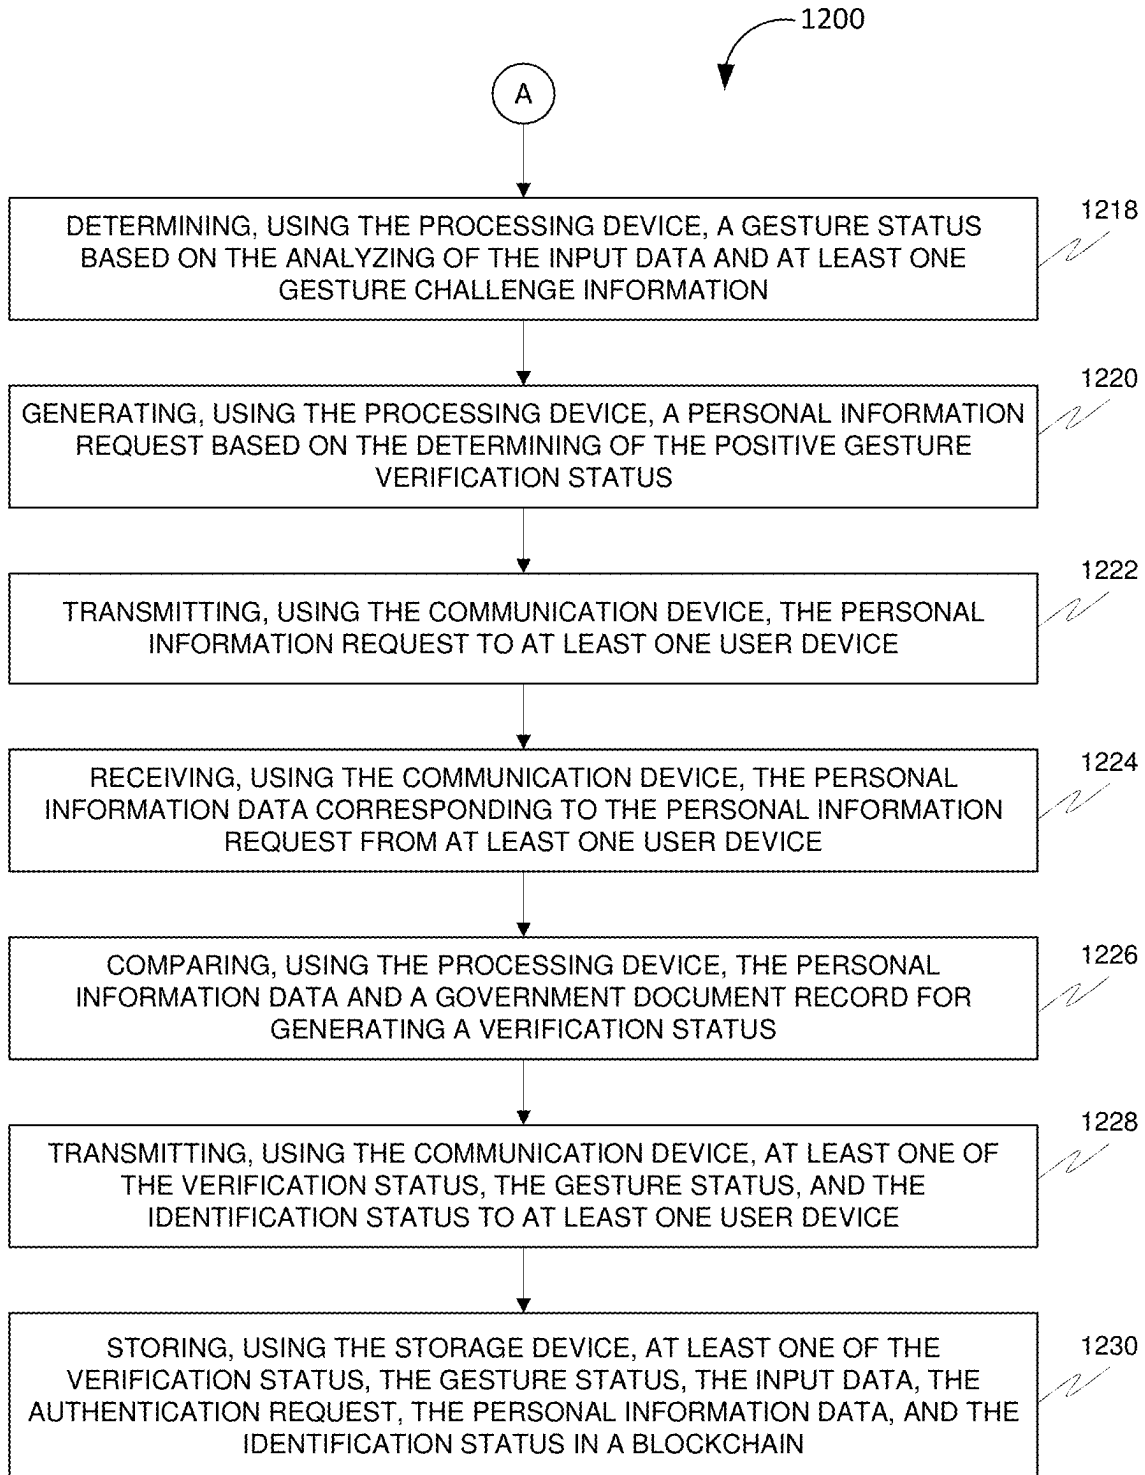 1200
A
1218
DETERMINING, USING THE PROCESSING DEVICE, A GESTURE STATUS
BASED ON THE ANALYZING OF THE INPUT DATA AND AT LEAST ONE
GESTURE CHALLENGE INFORMATION
1220
GENERATING, USING THE PROCESSING DEVICE, A PERSONAL INFORMATION
REQUEST BASED ON THE DETERMINING OF THE POSITIVE GESTURE
VERIFICATION STATUS
1222
TRANSMITTING, USING THE COMMUNICATION DEVICE, THE PERSONAL
INFORMATION REQUEST TO AT LEAST ONE USER DEVICE
1224
RECEIVING, USING THE COMMUNICATION DEVICE, THE PERSONAL
INFORMATION DATA CORRESPONDING TO THE PERSONAL INFORMATION
REQUEST FROM AT LEAST ONE USER DEVICE
1226
COMPARING, USING THE PROCESSING DEVICE, THE PERSONAL
INFORMATION DATA AND A GOVERNMENT DOCUMENT RECORD FOR
GENERATING A VERIFICATION STATUS
1228
TRANSMITTING, USING THE COMMUNICATION DEVICE, AT LEAST ONE OF
THE VERIFICATION STATUS, THE GESTURE STATUS, AND THE
IDENTIFICATION STATUS TO AT LEAST ONE USER DEVICE
1230
STORING, USING THE STORAGE DEVICE, AT LEAST ONE OF THE
VERIFICATION STATUS, THE GESTURE STATUS, THE INPUT DATA, THE
AUTHENTICATION REQUEST, THE PERSONAL INFORMATION DATA, AND THE
IDENTIFICATION STATUS IN A BLOCKCHAIN